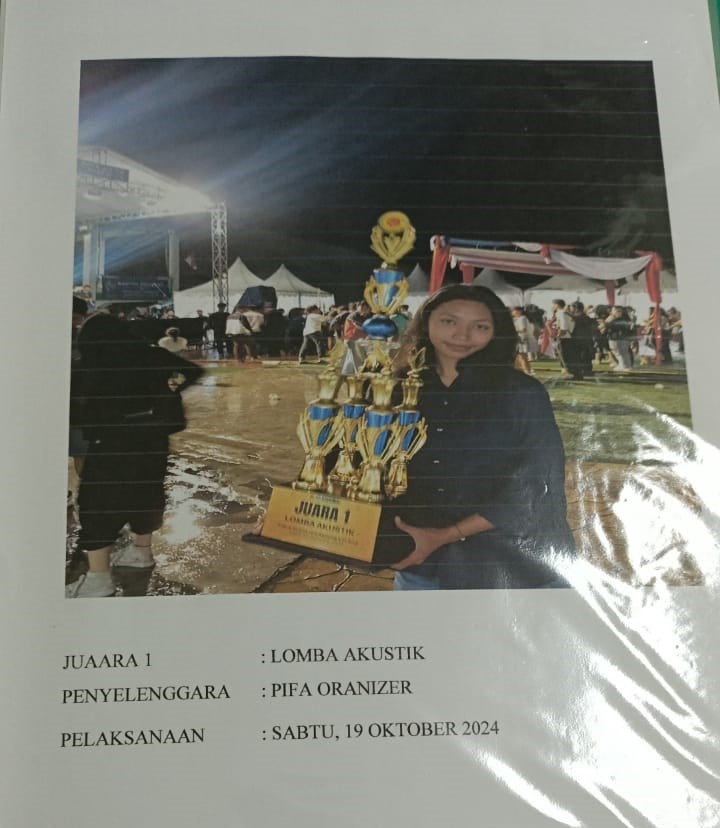 JUARA 1
LOMBA AKUSTIK
JUAARA 1 : LOMBA AKUSTIK
PENYELENGGARA : PIFA ORANIZER
PELAKSANAAN : SABTU, 19 OKTOBER 2024